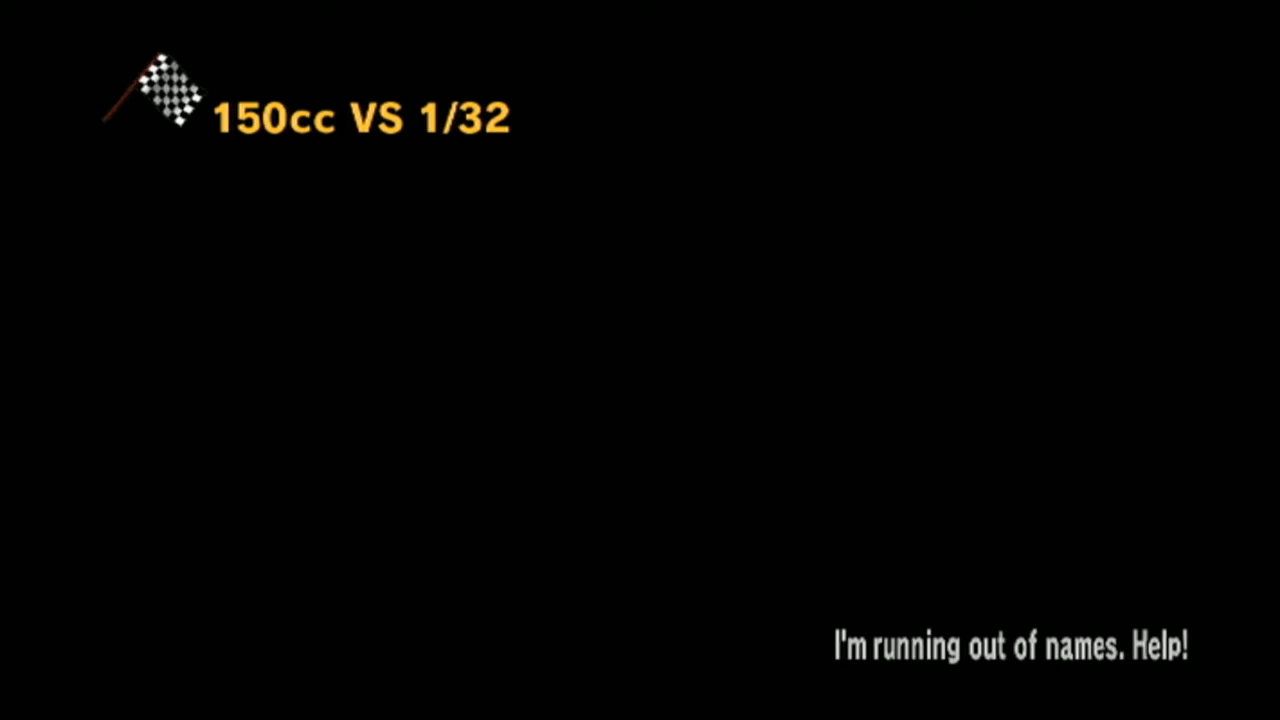 150cc VS 1/32
I'm running out of names. Help!